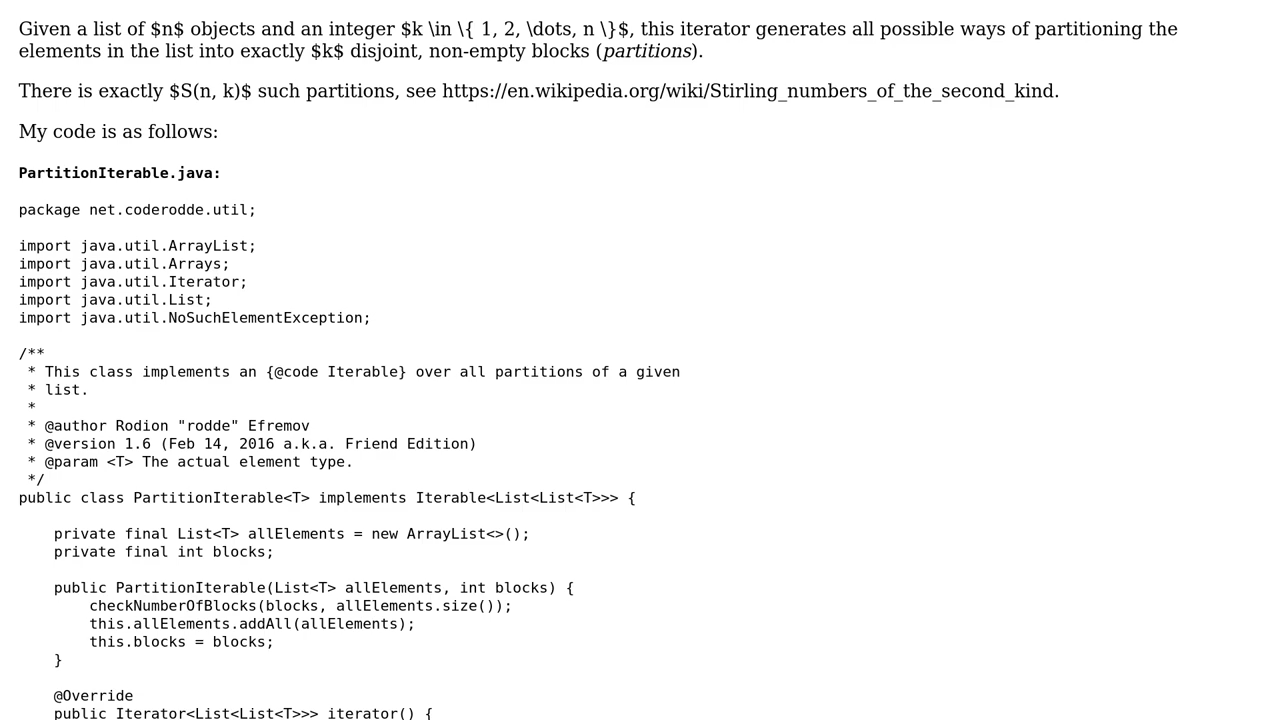 Given a list of $n$ objects and an integer $k \in \{ 1, 2, \dots, n \}$, this iterator generates all possible ways of partitioning the
elements in the list into exactly $k$ disjoint, non-empty blocks (partitions).
There is exactly $S(n, k)$ such partitions, see https://en.wikipedia.org/wiki/Stirling_numbers_of_the_second_kind.
My code is as follows:
PartitionIterable.java:
package net.coderodde.util;
import java.util.ArrayList;
import java.util.Arrays;
import java.util.Iterator;
import java.util.List;
import java.util.NoSuchElementException;
/**
 * This class implements an {@code Iterable} over all partitions of a given
 * list.
 *
 * @author Rodion "rodde" Efremov
 * @version 1.6 (Feb 14, 2016 a.k.a. Friend Edition)
 * @param <T> The actual element type.
 */
public class PartitionIterable<T> implements Iterable<List<List<T>>> {
    private final List<T> allElements = new ArrayList<>();
    private final int blocks;
    public PartitionIterable(List<T> allElements, int blocks) {
        checkNumberOfBlocks(blocks, allElements.size());
        this.allElements.addAll(allElements);
        this.blocks = blocks;
    }
    @Override
    public Iterator<List<List<T>>> iterator() {